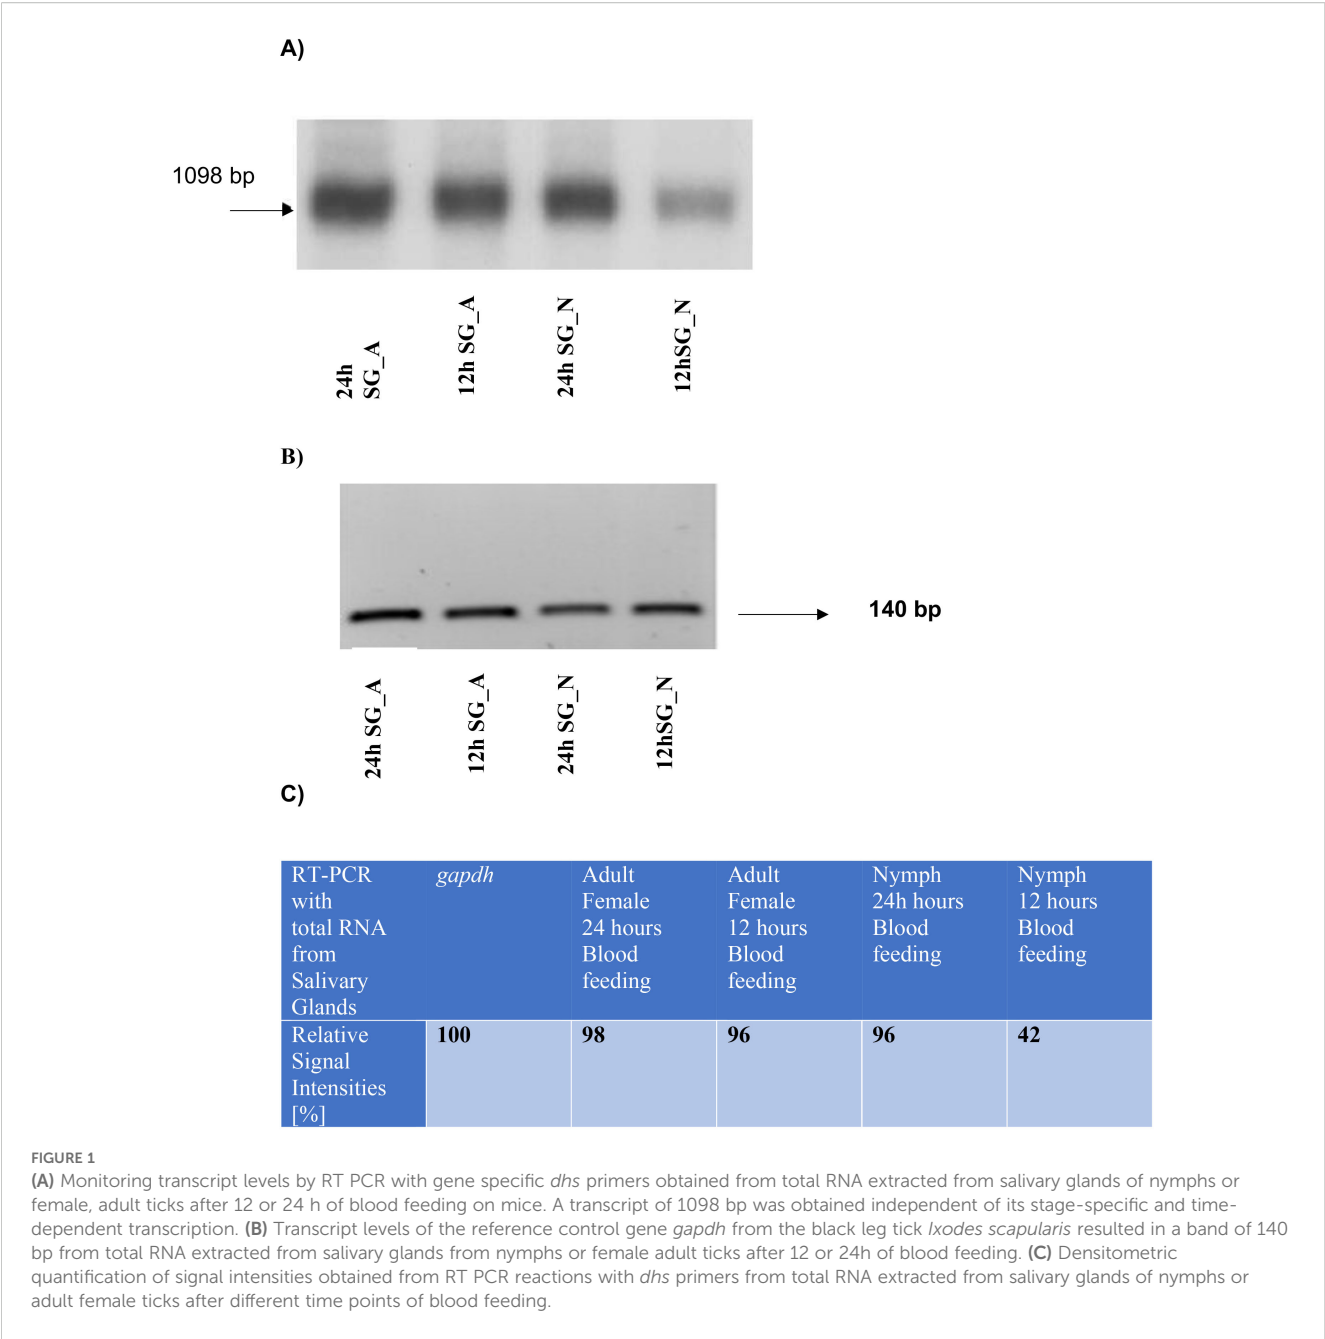 A)
1098 bp
24h
SG_A
12h SG_A
24h SG_N
12hSG_N
B)
140 bp
24h SG_A
12h SG_A
24h SG_N
12hSG_N
C)
RT-PCR
with
total RNA
from
Salivary
Glands
gapdh
Adult
Female
24 hours
Blood
feeding
Adult
Female
12 hours
Blood
feeding
Nymph
24h hours
Blood
feeding
Nymph
12 hours
Blood
feeding
Relative
Signal
Intensities
[%]
100
98
96
96
42
FIGURE 1
(A) Monitoring transcript levels by RT PCR with gene specific dhs primers obtained from total RNA extracted from salivary glands of nymphs or
female, adult ticks after 12 or 24 h of blood feeding on mice. A transcript of 1098 bp was obtained independent of its stage-specific and time-
dependent transcription. (B) Transcript levels of the reference control gene gapdh from the black leg tick Ixodes scapularis resulted in a band of 140
bp from total RNA extracted from salivary glands from nymphs or female adult ticks after 12 or 24h of blood feeding. (C) Densitometric
quantification of signal intensities obtained from RT PCR reactions with dhs primers from total RNA extracted from salivary glands of nymphs or
adult female ticks after different time points of blood feeding.